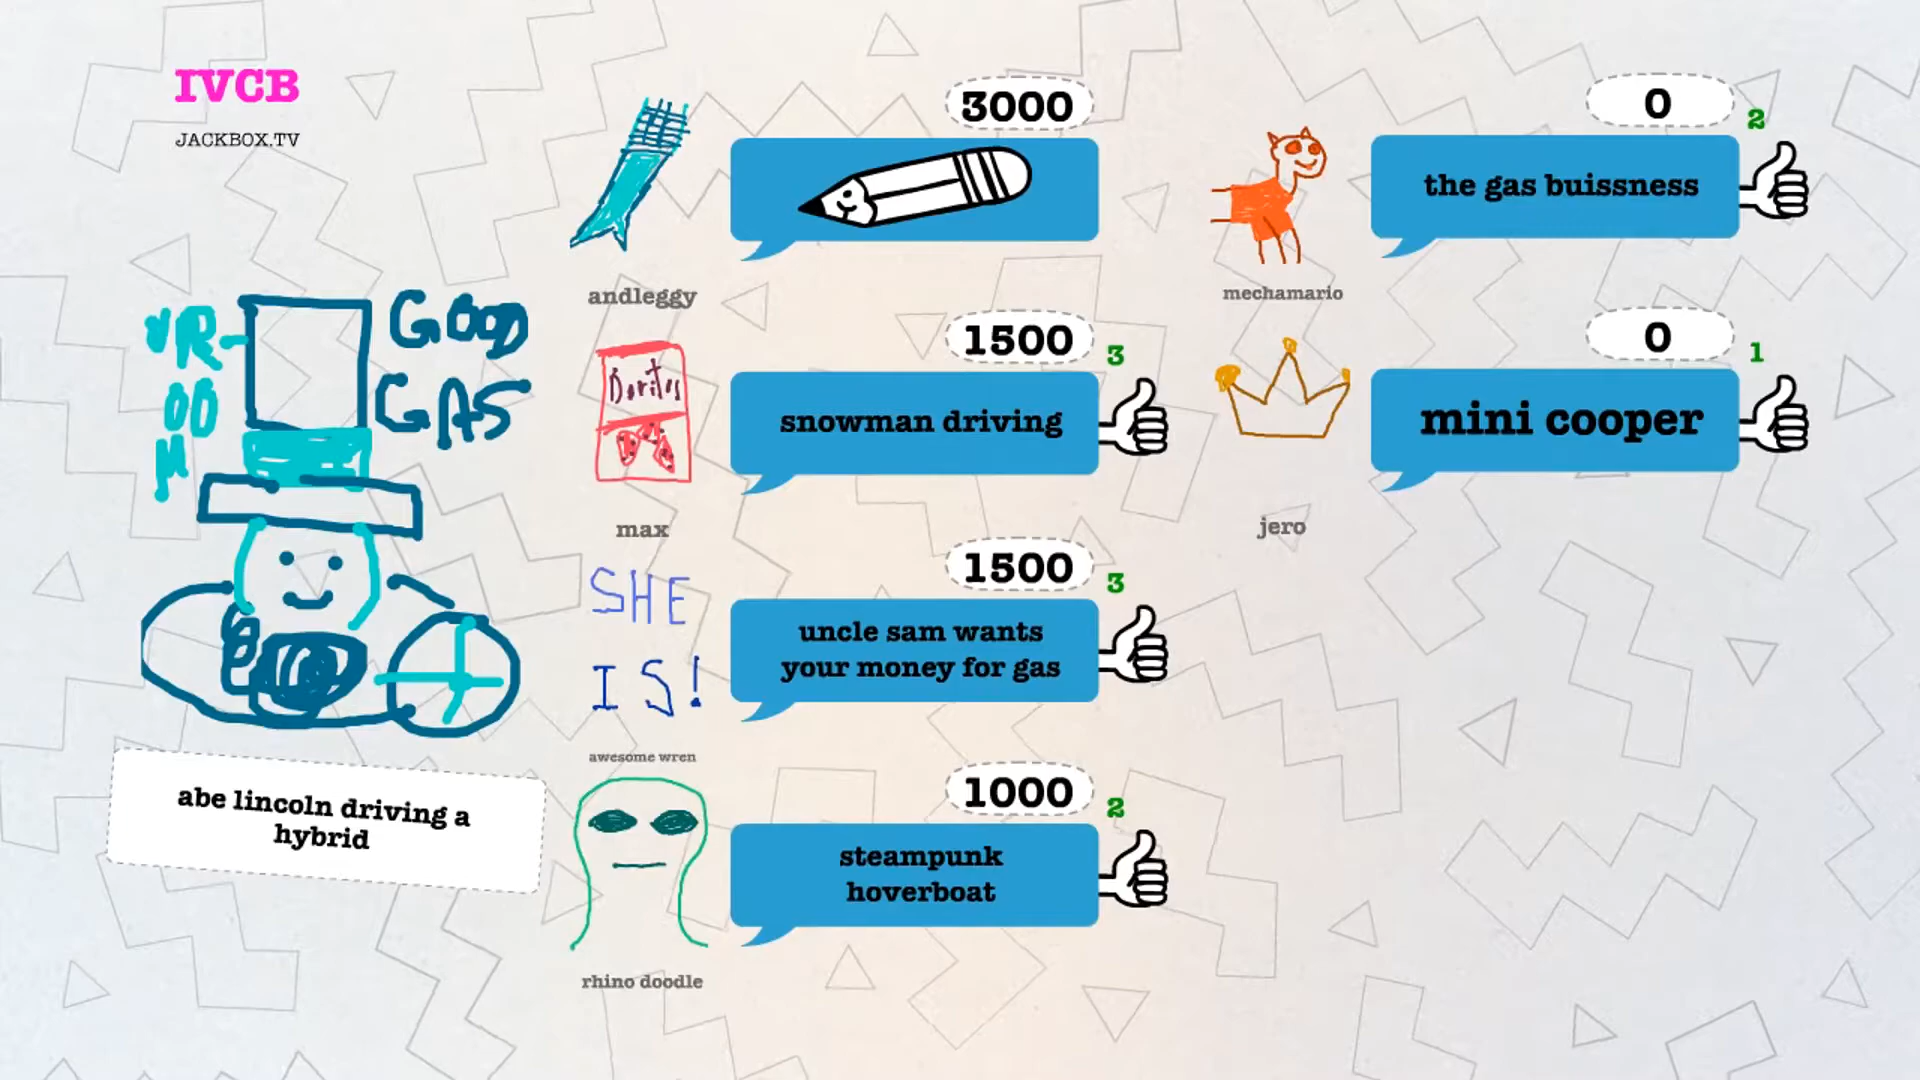 IVCB
JACKBOX.TV
VR
OO
M
GOOD
GAS
abe lincoln driving a
hybrid
3000
andleggy
1500
3
Doritos
snowman driving
max
1500
3
SHE
IS!
uncle sam wants
your money for gas
awesome wren
1000
2
steampunk
hoverboat
rhino doodle
0
2
the gas buissness
mechamario
0
1
mini cooper
jero